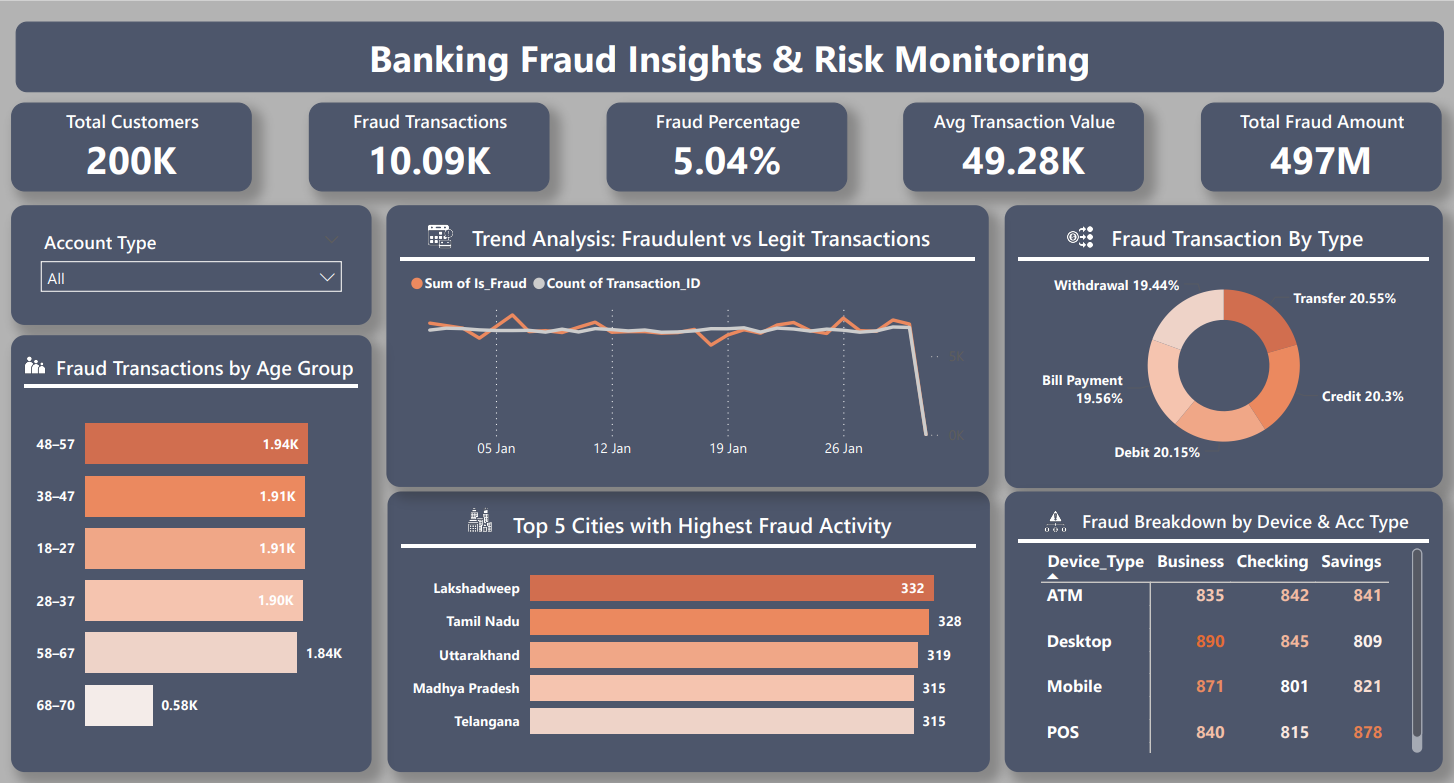 Banking Fraud Insights & Risk Monitoring
Total Customers
200K
Fraud Transactions
10.09K
Fraud Percentage
5.04%
Avg Transaction Value
49.28K
Total Fraud Amount
497M
Account Type
All
Fraud Transactions by Age Group
48–57 1.94K
38–47 1.91K
18–27 1.91K
28–37 1.90K
58–67 1.84K
68–70 0.58K
Trend Analysis: Fraudulent vs Legit Transactions
Sum of Is_Fraud Count of Transaction_ID
5K
0K
05 Jan 12 Jan 19 Jan 26 Jan
Fraud Transaction By Type
Withdrawal 19.44%
Transfer 20.55%
Bill Payment
19.56%
Credit 20.3%
Debit 20.15%
Top 5 Cities with Highest Fraud Activity
Lakshadweep 332
Tamil Nadu 328
Uttarakhand 319
Madhya Pradesh 315
Telangana 315
Fraud Breakdown by Device & Acc Type
Device_Type Business Checking Savings
ATM 835 842 841
Desktop 890 845 809
Mobile 871 801 821
POS 840 815 878